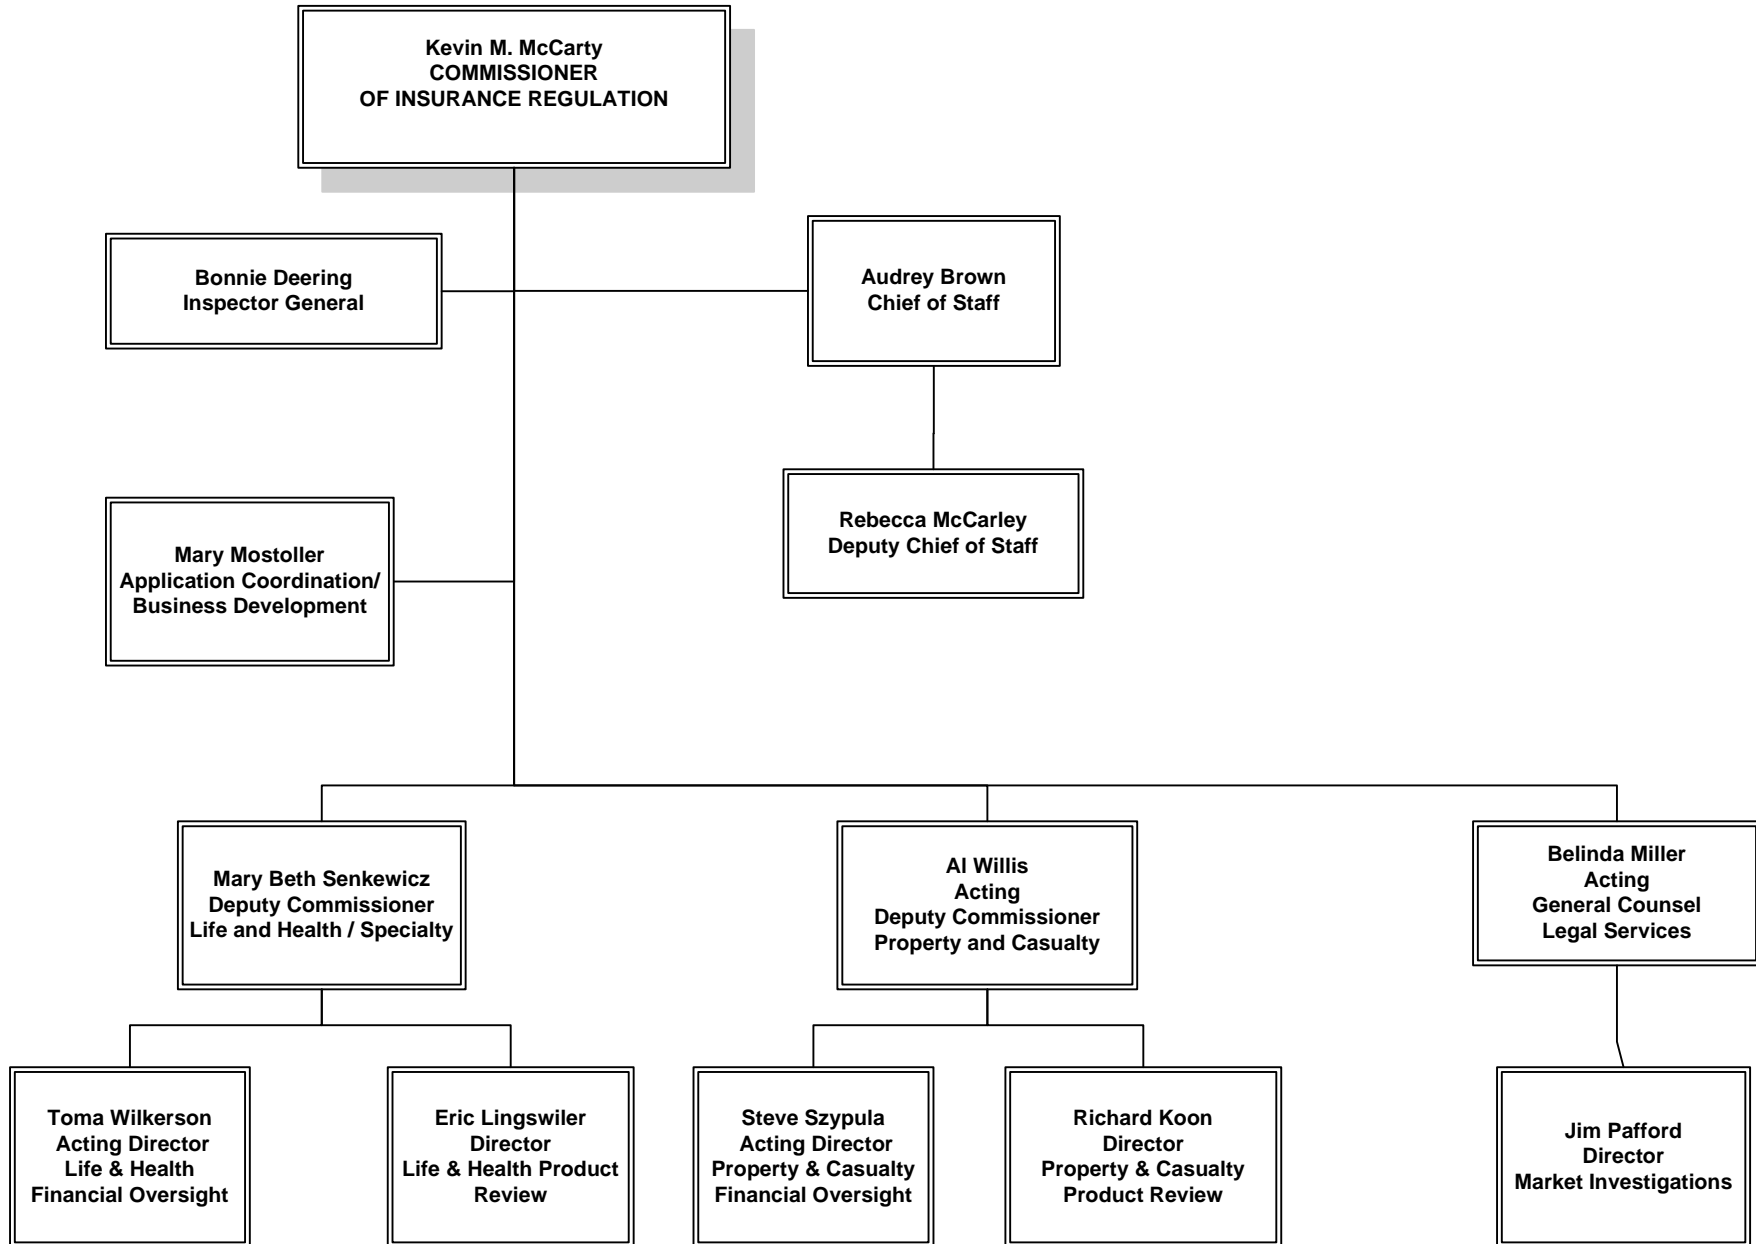 Kevin M. McCarty
COMMISSIONER
OF INSURANCE REGULATION
Bonnie Deering
Inspector General
Audrey Brown
Chief of Staff
Rebecca McCarley
Deputy Chief of Staff
Mary Mostoller
Application Coordination/
Business Development
Mary Beth Senkewicz
Deputy Commissioner
Life and Health / Specialty
Al Willis
Acting
Deputy Commissioner
Property and Casualty
Belinda Miller
Acting
General Counsel
Legal Services
Toma Wilkerson
Acting Director
Life & Health
Financial Oversight
Eric Lingswiler
Director
Life & Health Product
Review
Steve Szypula
Acting Director
Property & Casualty
Financial Oversight
Richard Koon
Director
Property & Casualty
Product Review
Jim Pafford
Director
Market Investigations